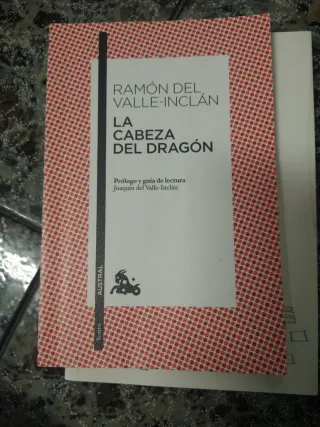 RAMÓN DEL
VALLE-INCLÁN
LA
CABEZA
DEL DRAGÓN
Prólogo y guía de lectura
Joaquín del Valle-Inclán
AUSTRAL